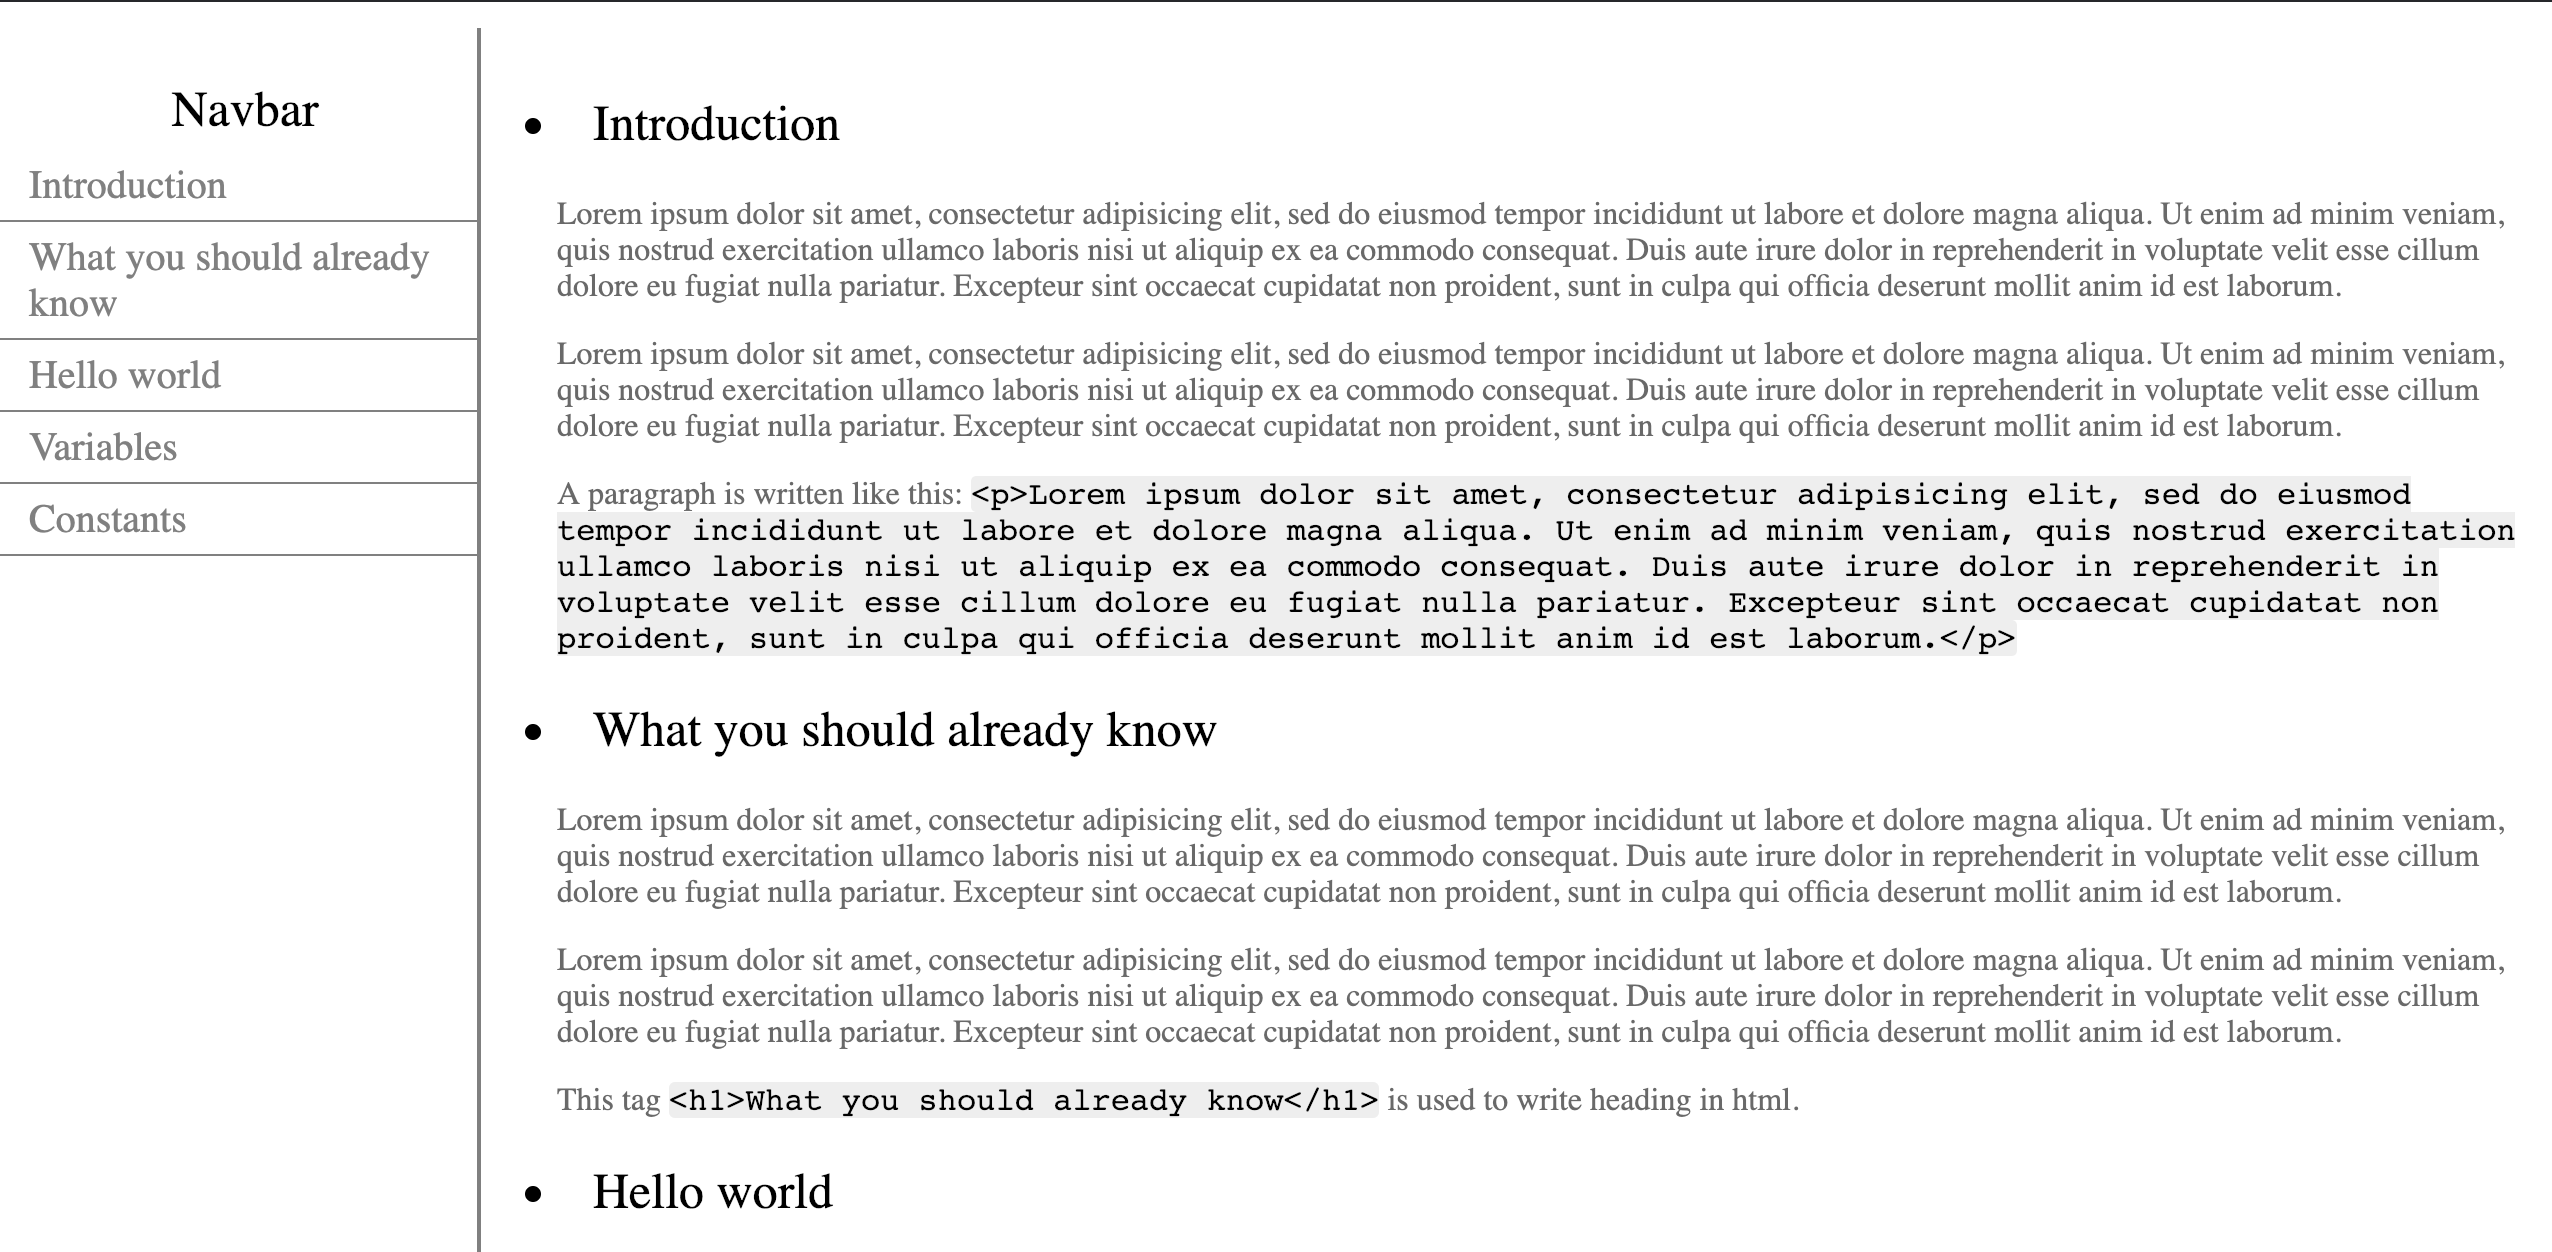 Navbar
Introduction
What you should already
know
Hello world
Variables
Constants
Introduction
Lorem ipsum dolor sit amet, consectetur adipisicing elit, sed do eiusmod tempor incididunt ut labore et dolore magna aliqua. Ut enim ad minim veniam,
quis nostrud exercitation ullamco laboris nisi ut aliquip ex ea commodo consequat. Duis aute irure dolor in reprehenderit in voluptate velit esse cillum
dolore eu fugiat nulla pariatur. Excepteur sint occaecat cupidatat non proident, sunt in culpa qui officia deserunt mollit anim id est laborum.
Lorem ipsum dolor sit amet, consectetur adipisicing elit, sed do eiusmod tempor incididunt ut labore et dolore magna aliqua. Ut enim ad minim veniam,
quis nostrud exercitation ullamco laboris nisi ut aliquip ex ea commodo consequat. Duis aute irure dolor in reprehenderit in voluptate velit esse cillum
dolore eu fugiat nulla pariatur. Excepteur sint occaecat cupidatat non proident, sunt in culpa qui officia deserunt mollit anim id est laborum.
A paragraph is written like this: <p>Lorem ipsum dolor sit amet, consectetur adipisicing elit, sed do eiusmod
tempor incididunt ut labore et dolore magna aliqua. Ut enim ad minim veniam, quis nostrud exercitation
ullamco laboris nisi ut aliquip ex ea commodo consequat. Duis aute irure dolor in reprehenderit in
voluptate velit esse cillum dolore eu fugiat nulla pariatur. Excepteur sint occaecat cupidatat non
proident, sunt in culpa qui officia deserunt mollit anim id est laborum.</p>
What you should already know
Lorem ipsum dolor sit amet, consectetur adipisicing elit, sed do eiusmod tempor incididunt ut labore et dolore magna aliqua. Ut enim ad minim veniam,
quis nostrud exercitation ullamco laboris nisi ut aliquip ex ea commodo consequat. Duis aute irure dolor in reprehenderit in voluptate velit esse cillum
dolore eu fugiat nulla pariatur. Excepteur sint occaecat cupidatat non proident, sunt in culpa qui officia deserunt mollit anim id est laborum.
Lorem ipsum dolor sit amet, consectetur adipisicing elit, sed do eiusmod tempor incididunt ut labore et dolore magna aliqua. Ut enim ad minim veniam,
quis nostrud exercitation ullamco laboris nisi ut aliquip ex ea commodo consequat. Duis aute irure dolor in reprehenderit in voluptate velit esse cillum
dolore eu fugiat nulla pariatur. Excepteur sint occaecat cupidatat non proident, sunt in culpa qui officia deserunt mollit anim id est laborum.
This tag <h1>What you should already know</h1> is used to write heading in html.
Hello world